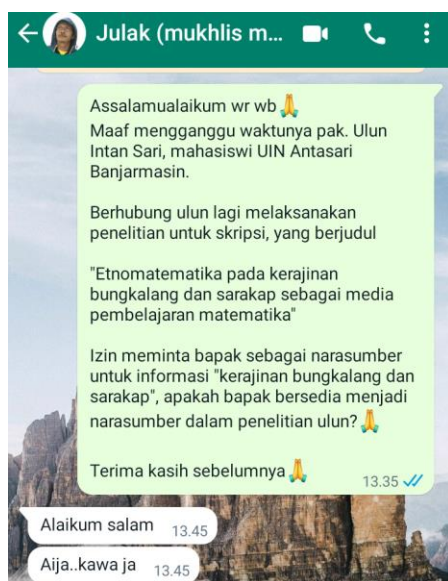 Julak (mukhlis m...
Assalamualaikum wr wb🙏
Maaf mengganggu waktunya pak. Ulun
Intan Sari, mahasiswi UIN Antasari
Banjarmasin.
Berhubung ulun lagi melaksanakan
penelitian untuk skripsi, yang berjudul
"Etnomatematika pada kerajinan
bungkalang dan sarakap sebagai media
pembelajaran matematika"
Izin meminta bapak sebagai narasumber
untuk informasi "kerajinan bungkalang dan
sarakap", apakah bapak bersedia menjadi
narasumber dalam penelitian ulun?🙏
Terima kasih sebelumnya🙏 13.35
Alaikum salam 13.45
Aija..kawa ja 13.45